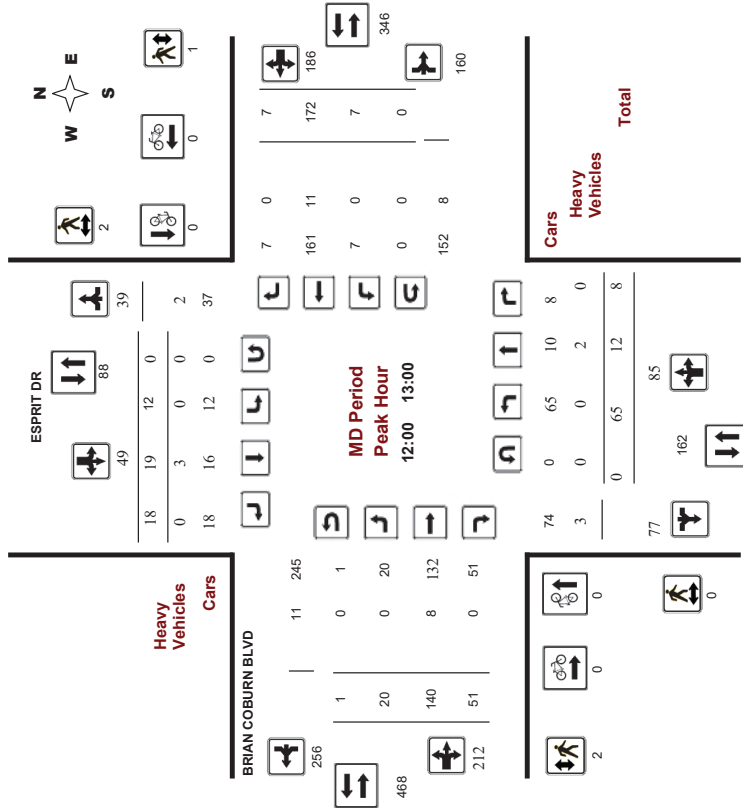 N
W E
S
346
186
160
1
0
2
0
7
172
7
0
7 0
161 11
7 0
0 0
152 8
ESPRIT DR
88
39
49
18 19 12 0
0 3 0 0 2
18 16 12 0 37
Heavy
Vehicles
Cars
MD Period
Peak Hour
12:00 13:00
BRIAN COBURN BLVD
11 245
1 0 1
20 0 20
140 8 132
51 0 51
256
468
212
Cars
Heavy
Vehicles
Total
74 0 65 10 8
3 0 0 2 0
0 65 12 8
77
162
85
0
0
0
2